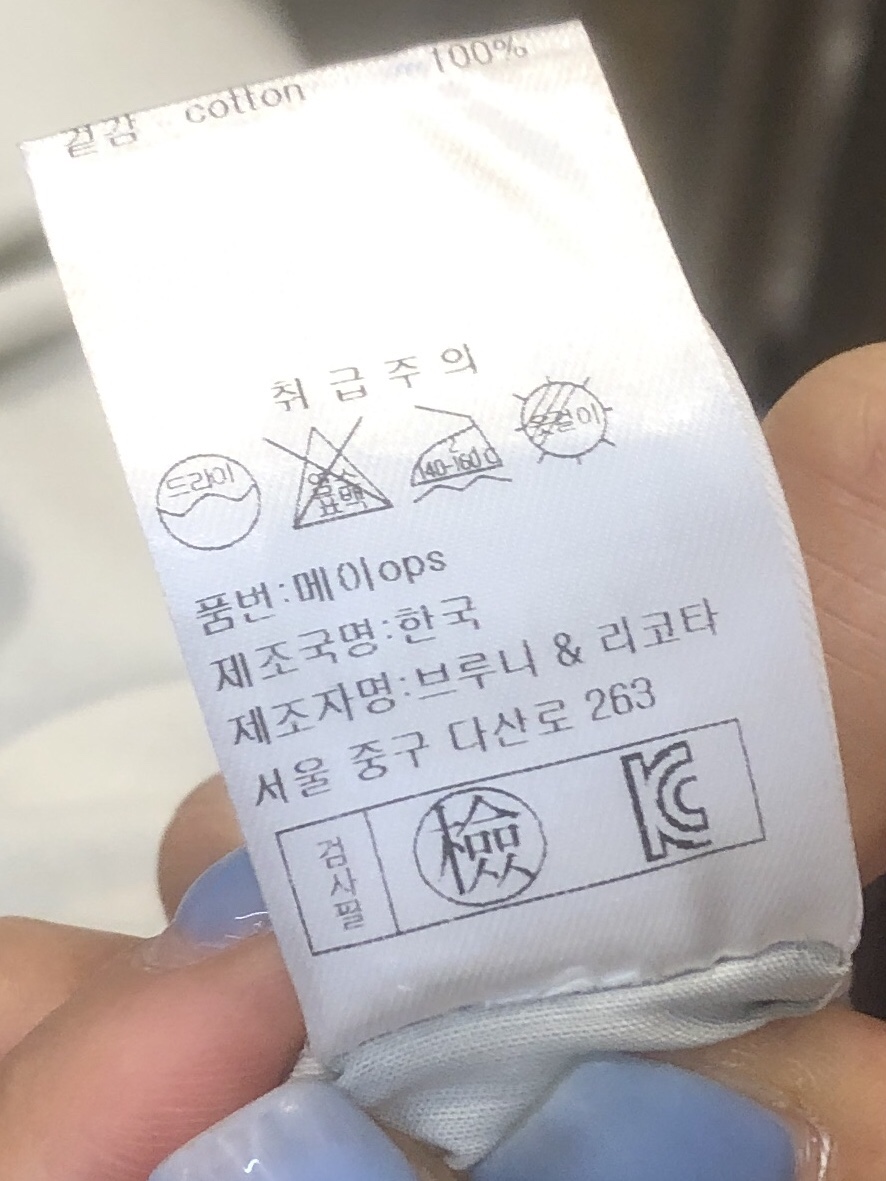 겉감 cotton 100%
취급주의
드라이
염소
표백
2
140-160℃
옷걸이
품번:메이ops
제조국명:한국
제조자명:브루니 & 리코타
서울 중구 다산로 263
검사필
檢
KC